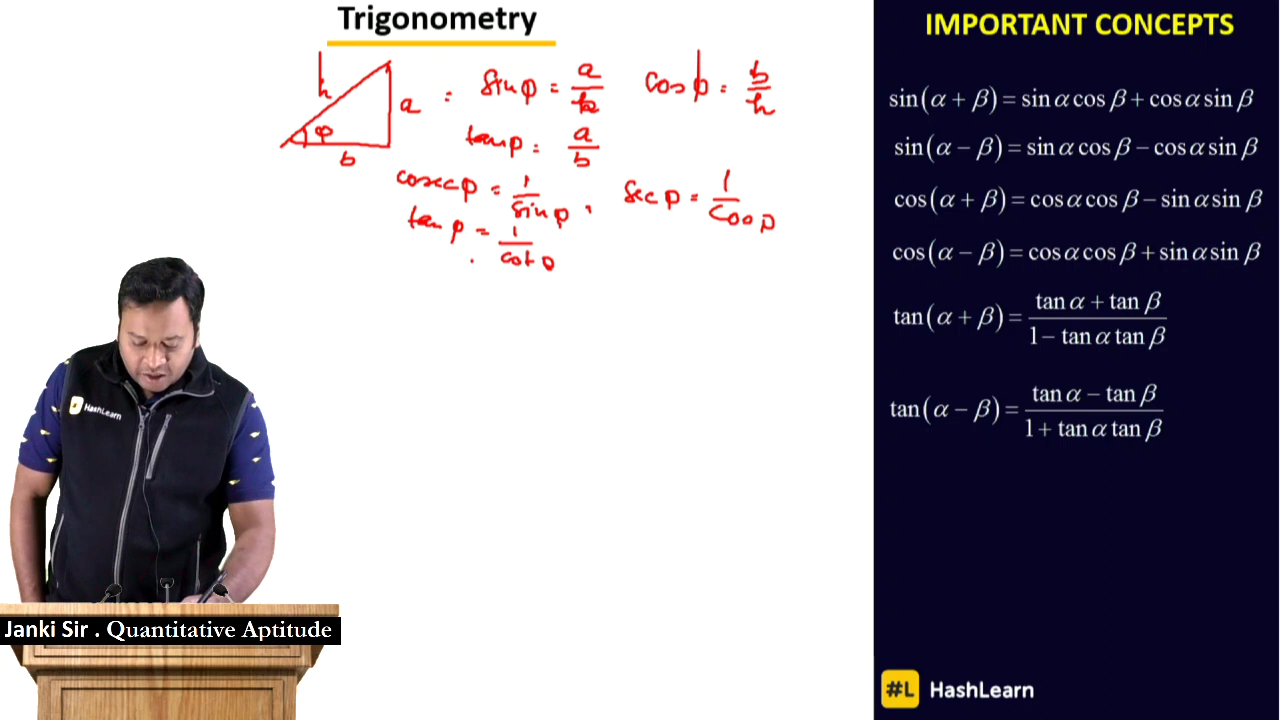 Trigonometry
h
a
φ
b
= sin φ = a/h cos φ = b/h
tan φ = a/b
cosec φ = 1/sin φ , sec φ = 1/cos φ
tan φ = 1/cot φ
HashLearn
Janki Sir . Quantitative Aptitude
IMPORTANT CONCEPTS
sin(α + β) = sin α cos β + cos α sin β
sin(α − β) = sin α cos β − cos α sin β
cos(α + β) = cos α cos β − sin α sin β
cos(α − β) = cos α cos β + sin α sin β
tan(α + β) = (tan α + tan β)/(1 − tan α tan β)
tan(α − β) = (tan α − tan β)/(1 + tan α tan β)
#L HashLearn